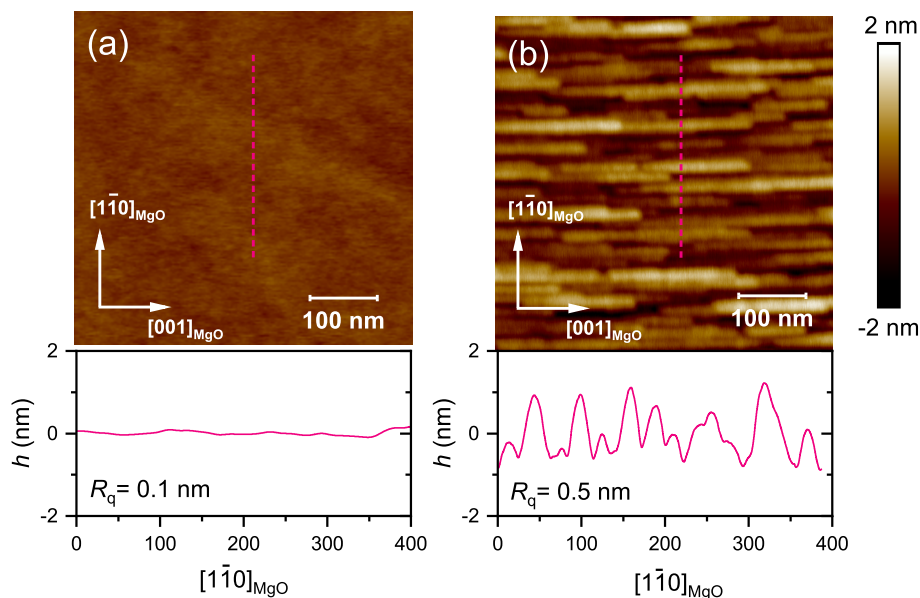 (a)
[11̄0]MgO
[001]MgO
100 nm
(b)
[11̄0]MgO
[001]MgO
100 nm
2 nm
-2 nm
2
0
-2
h (nm)
Rq= 0.1 nm
0 100 200 300 400
[11̄0]MgO
2
0
-2
h (nm)
Rq= 0.5 nm
0 100 200 300 400
[11̄0]MgO